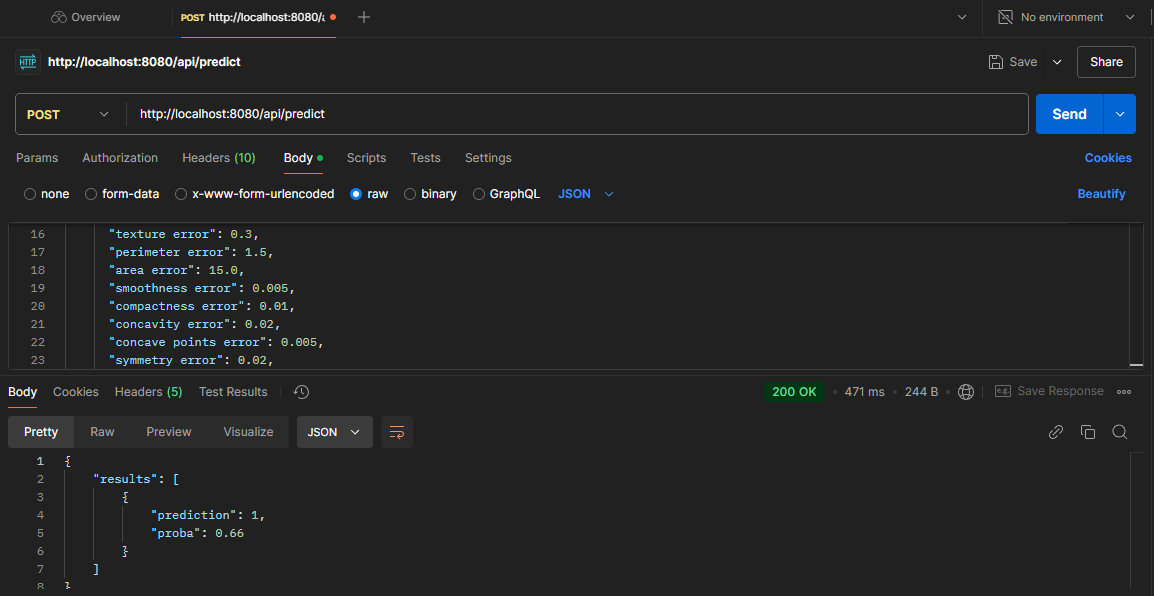 Overview POST http://localhost:8080/a No environment
HTTP http://localhost:8080/api/predict Save Share
POST http://localhost:8080/api/predict Send
Params Authorization Headers (10) Body Scripts Tests Settings Cookies
none form-data x-www-form-urlencoded raw binary GraphQL JSON Beautify
16 "texture error": 0.3,
17 "perimeter error": 1.5,
18 "area error": 15.0,
19 "smoothness error": 0.005,
20 "compactness error": 0.01,
21 "concavity error": 0.02,
22 "concave points error": 0.005,
23 "symmetry error": 0.02,
Body Cookies Headers (5) Test Results 200 OK 471 ms 244 B e.g. Save Response
Pretty Raw Preview Visualize JSON
1 {
2 "results": [
3 {
4 "prediction": 1,
5 "proba": 0.66
6 }
7 ]
8 }